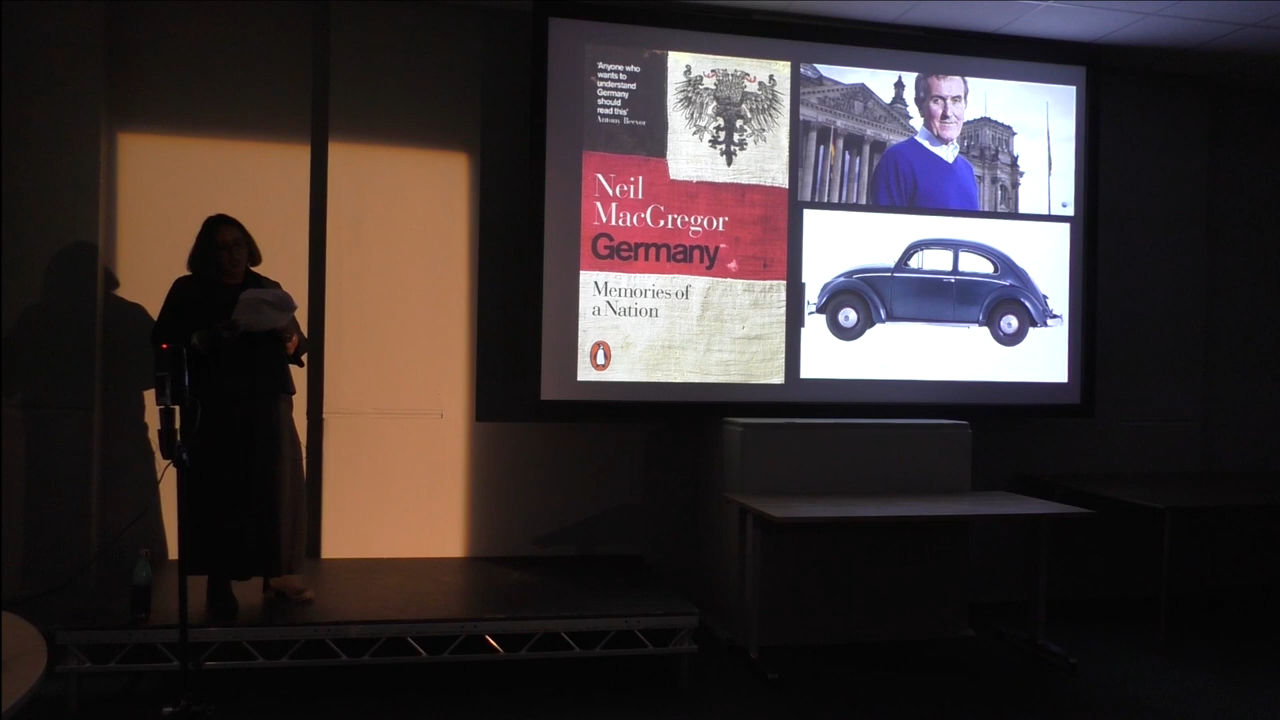 'Anyone who
wants to
understand
Germany
should
read this'
Antony Beevor
Neil
MacGregor
Germany
Memories of
a Nation